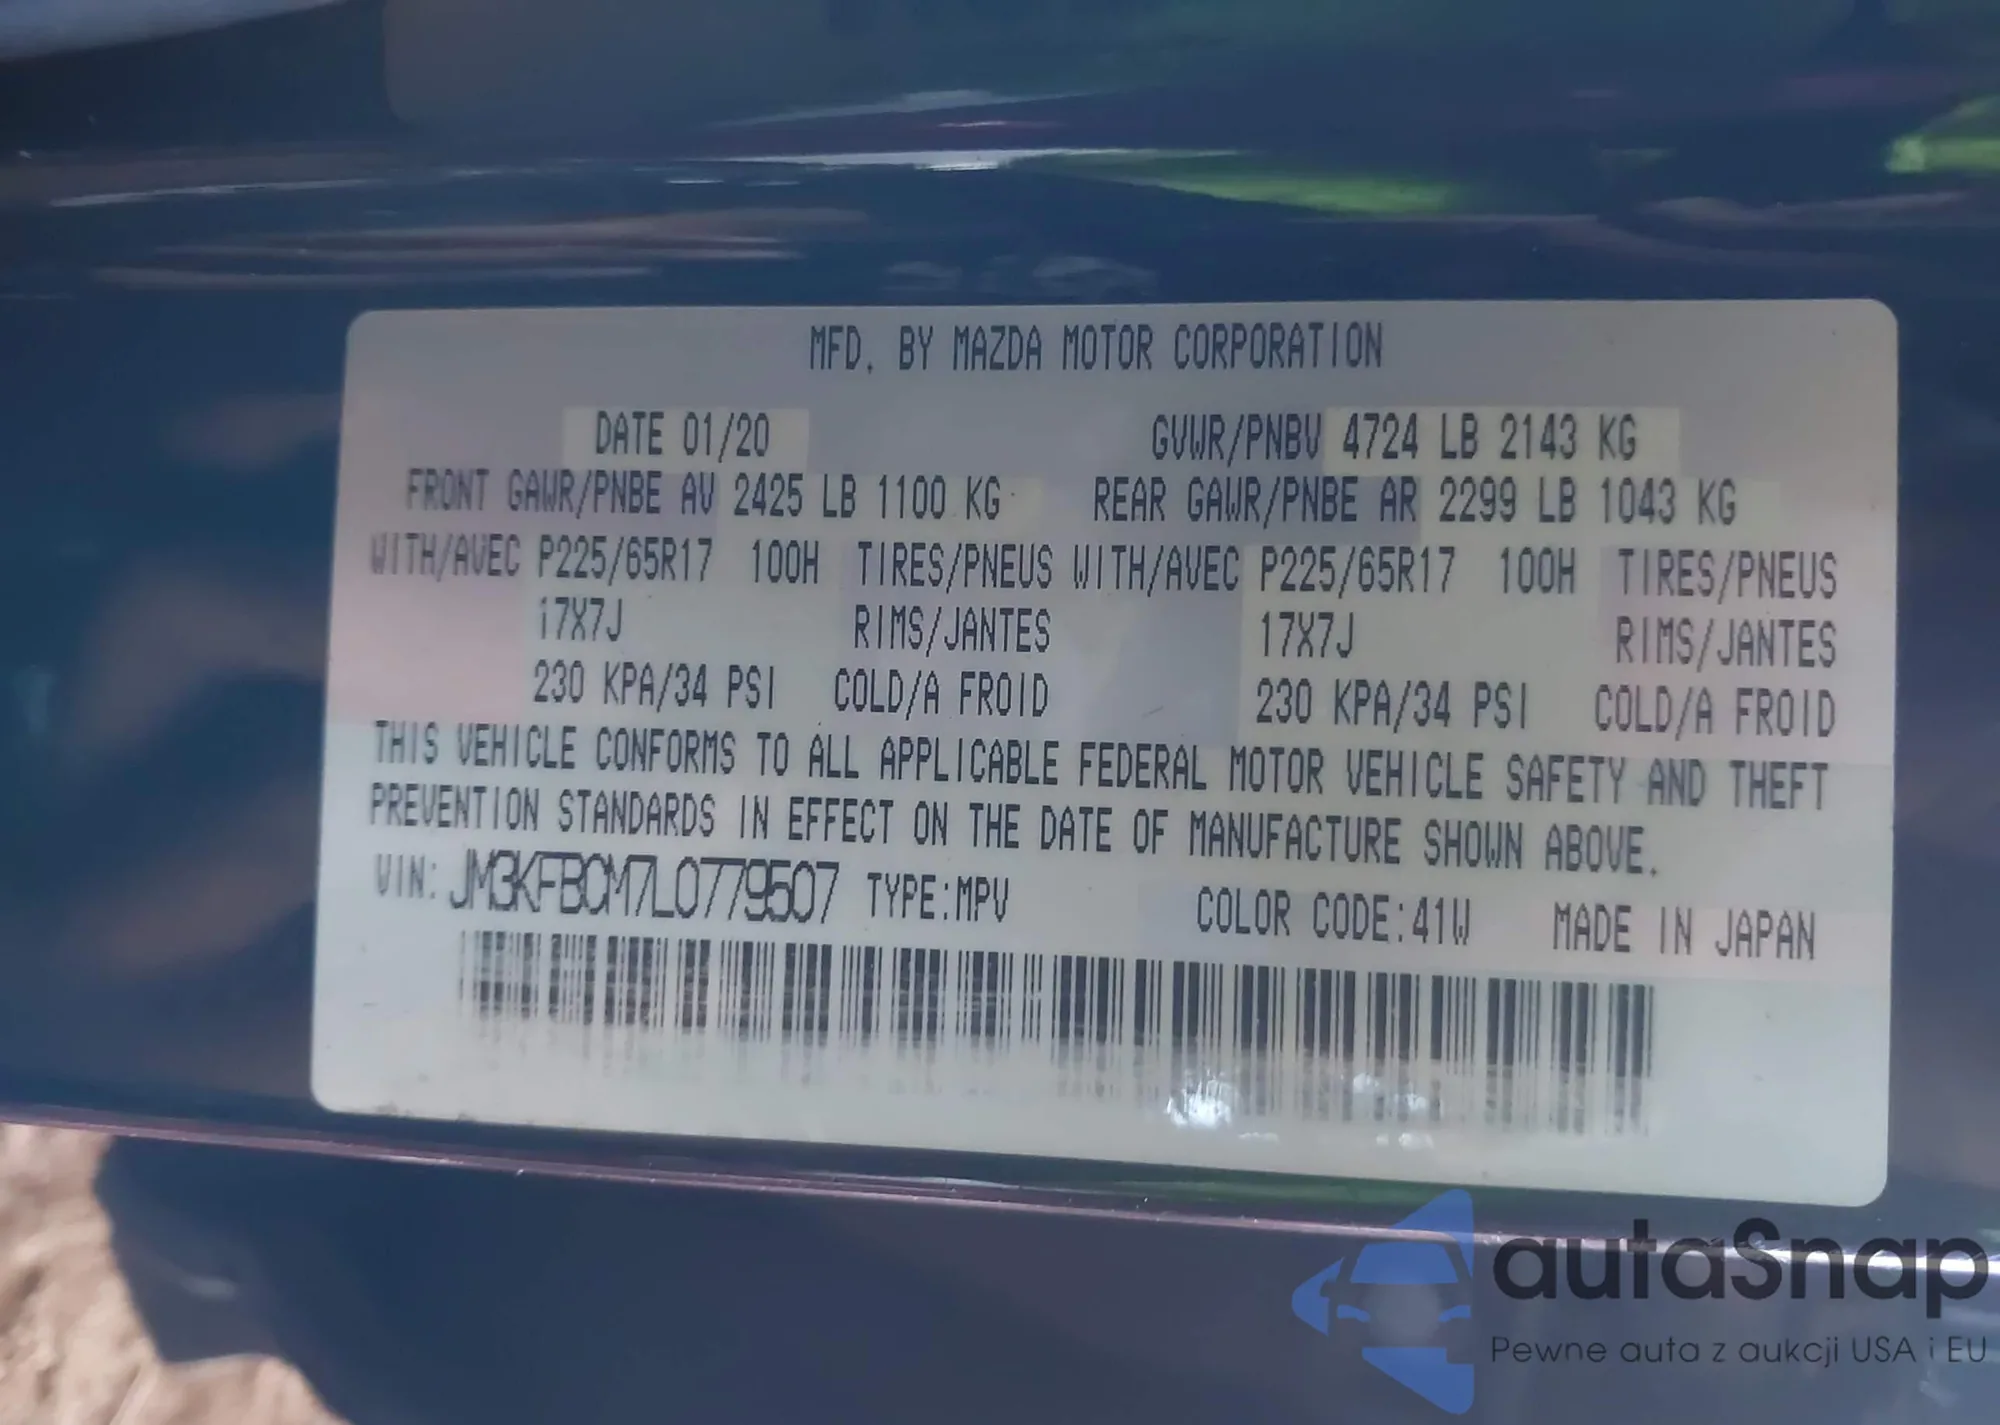 MFD. BY MAZDA MOTOR CORPORATION
DATE 01/20 GVWR/PNBV 4724 LB 2143 KG
FRONT GAWR/PNBE AV 2425 LB 1100 KG REAR GAWR/PNBE AR 2299 LB 1043 KG
WITH/AVEC P225/65R17 100H TIRES/PNEUS WITH/AVEC P225/65R17 100H TIRES/PNEUS
17X7J RIMS/JANTES 17X7J RIMS/JANTES
230 KPA/34 PSI COLD/A FROID 230 KPA/34 PSI COLD/A FROID
THIS VEHICLE CONFORMS TO ALL APPLICABLE FEDERAL MOTOR VEHICLE SAFETY AND THEFT
PREVENTION STANDARDS IN EFFECT ON THE DATE OF MANUFACTURE SHOWN ABOVE.
VIN: JM3KFBCM7L0779507 TYPE:MPV COLOR CODE:41W MADE IN JAPAN
autaSnap
Pewne auta z aukcji USA i EU